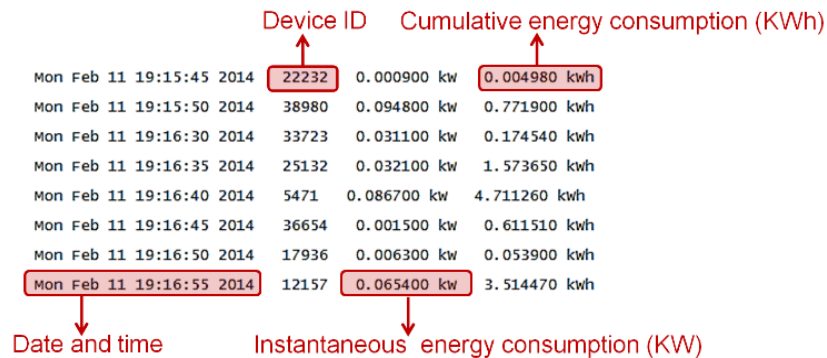 Device ID Cumulative energy consumption (KWh)
Mon Feb 11 19:15:45 2014 22232 0.000900 kW 0.004980 kWh
Mon Feb 11 19:15:50 2014 38980 0.094800 kW 0.771900 kWh
Mon Feb 11 19:16:30 2014 33723 0.031100 kW 0.174540 kWh
Mon Feb 11 19:16:35 2014 25132 0.032100 kW 1.573650 kWh
Mon Feb 11 19:16:40 2014 5471 0.086700 kW 4.711260 kWh
Mon Feb 11 19:16:45 2014 36654 0.001500 kW 0.611510 kWh
Mon Feb 11 19:16:50 2014 17936 0.006300 kW 0.053900 kWh
Mon Feb 11 19:16:55 2014 12157 0.065400 kW 3.514470 kWh
Date and time Instantaneous energy consumption (KW)